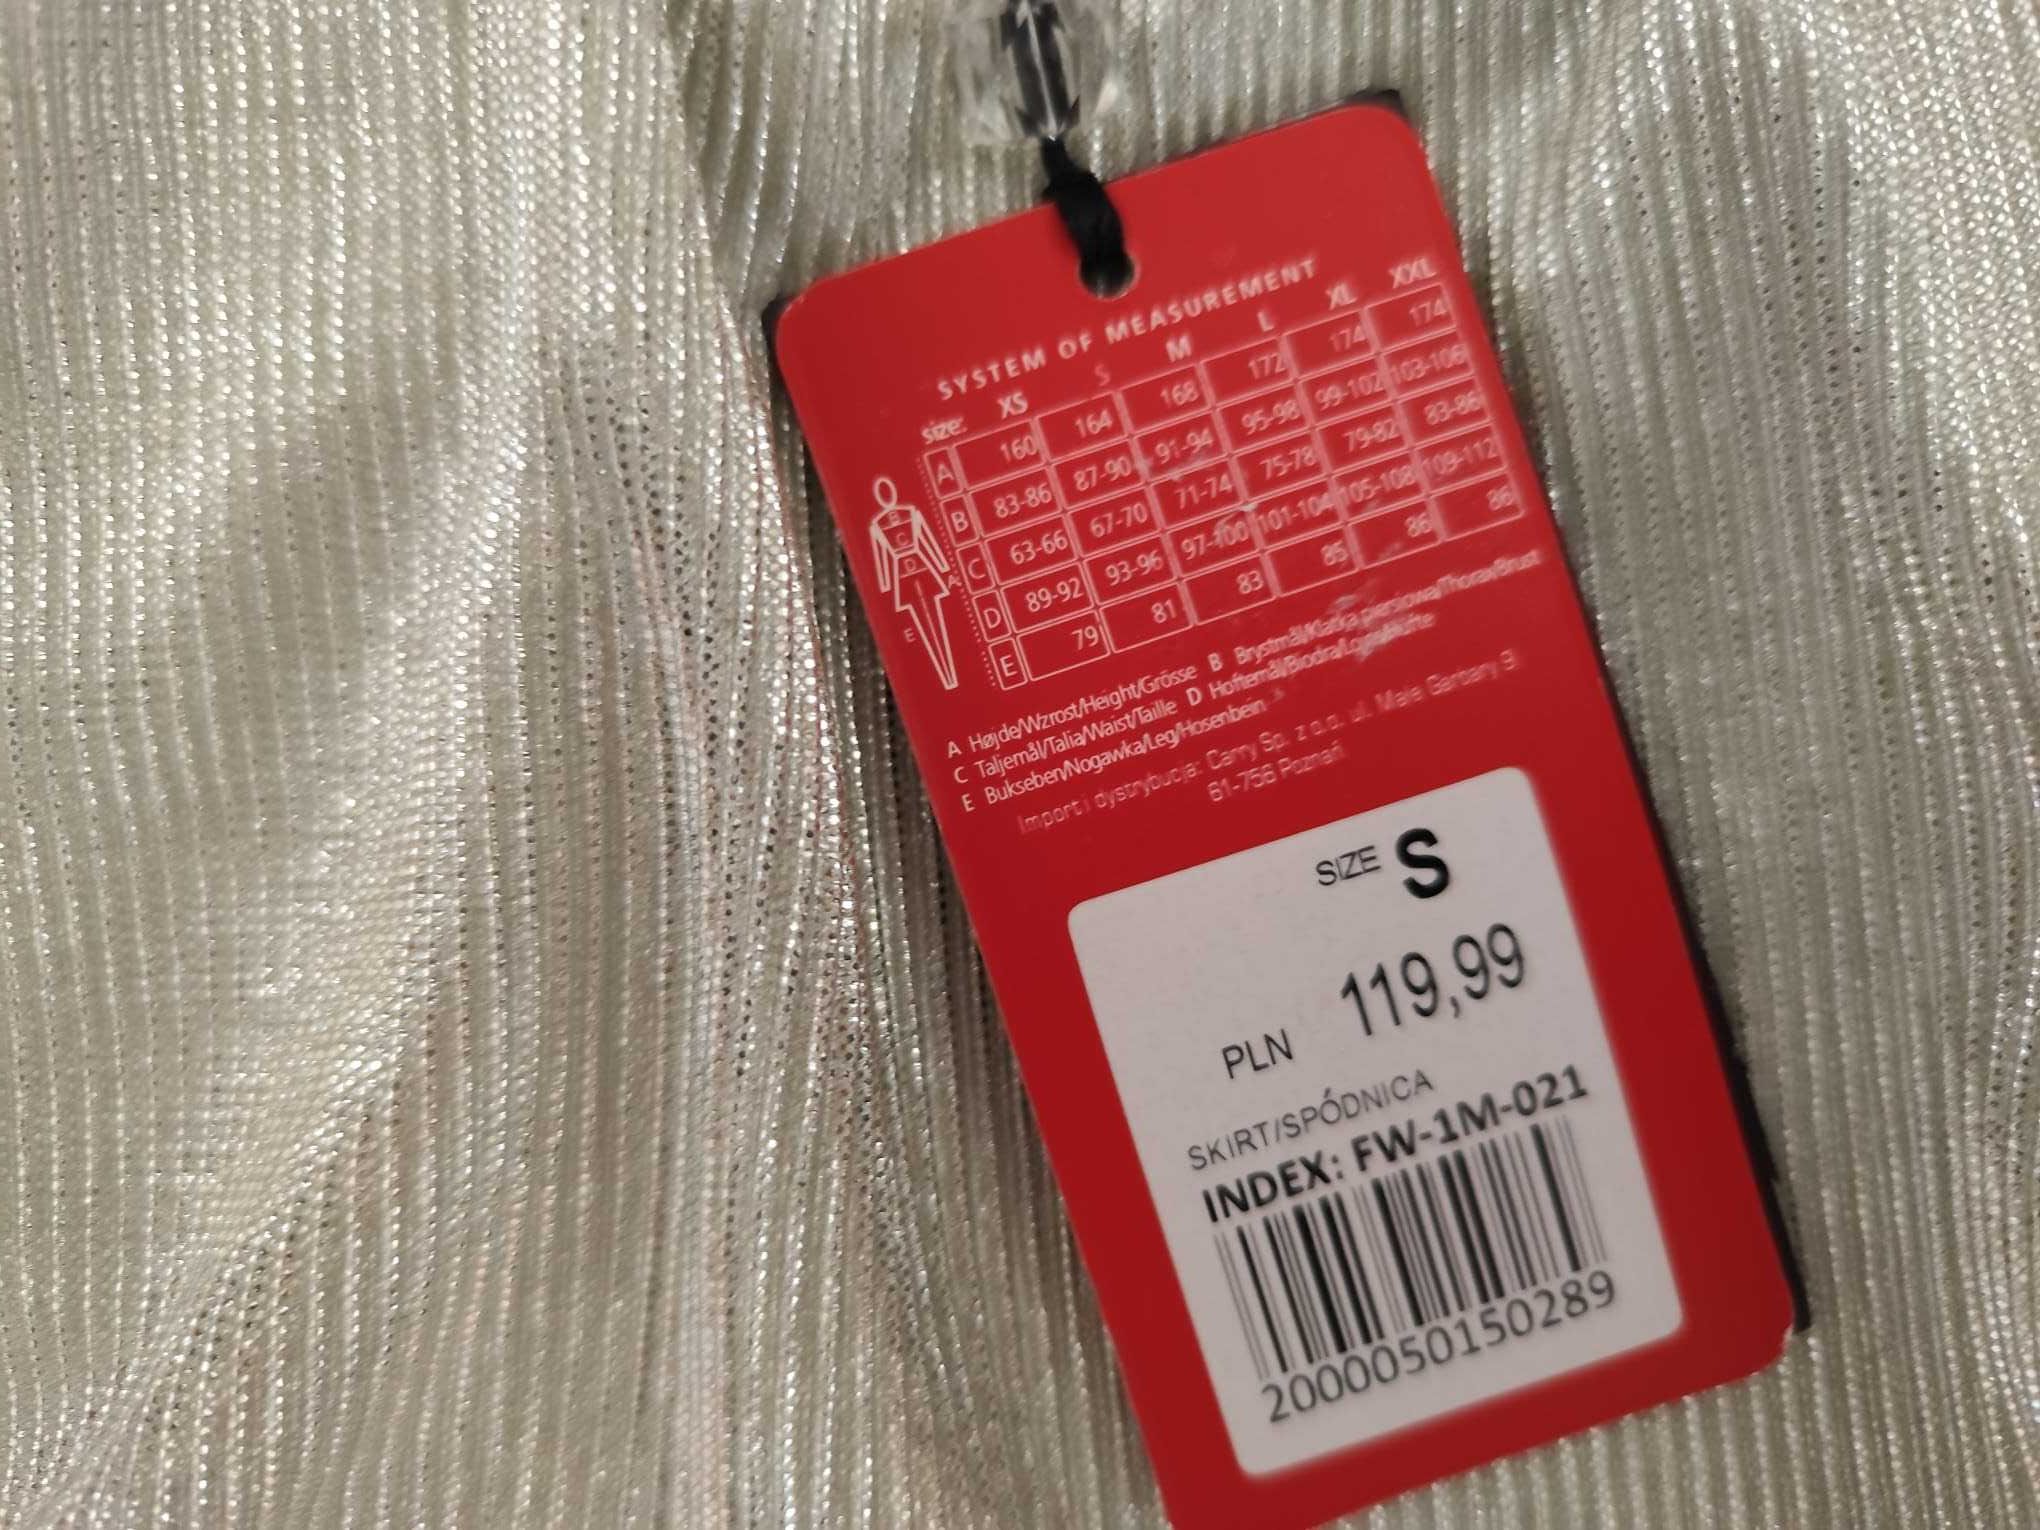 SYSTEM OF MEASUREMENT
size: XS S M L XL XXL
A 160 164 168 172 174 174
B 83-86 87-90 91-94 95-98 99-102 103-106
C 63-66 67-70 71-74 75-78 79-82 83-86
D 89-92 93-96 97-100 101-104 105-108 109-112
E 79 81 83 85 86 86
B
C
D
A
E
A Højde/Wzrost/Height/Grösse B Brystmål/Klatka piersiowa/Thorax/Brust
C Taljemål/Talia/Waist/Taille D Hoftemål/Biodra/Loins/Hüfte
E Bukseben/Nogawka/Leg/Hosenbein
Import i dystrybucja: Carry Sp. z o.o. ul. Małe Garbary 9
61-756 Poznań
SIZE S
PLN 119,99
SKIRT/SPÓDNICA
INDEX: FW-1M-021
2000050150289